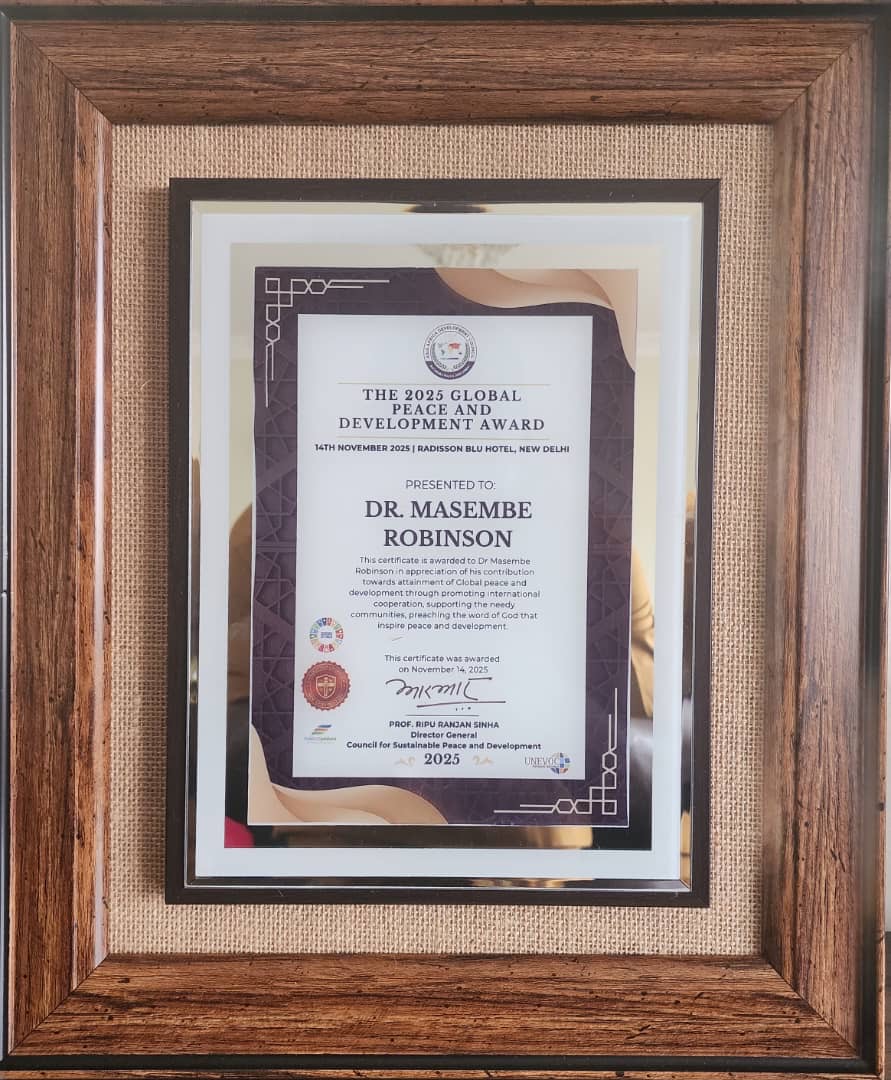 THE 2025 GLOBAL
PEACE AND
DEVELOPMENT AWARD
14TH NOVEMBER 2025 | RADISSON BLU HOTEL, NEW DELHI
PRESENTED TO:
DR. MASEMBE
ROBINSON
This certificate is awarded to Dr Masembe
Robinson in appreciation of his contribution
towards attainment of Global peace and
development through promoting international
cooperation, supporting the needy
communities, preaching the word of God that
inspire peace and development.
This certificate was awarded
on November 14, 2025
PROF. RIPU RANJAN SINHA
Director General
Council for Sustainable Peace and Development
2025
UNEVOC